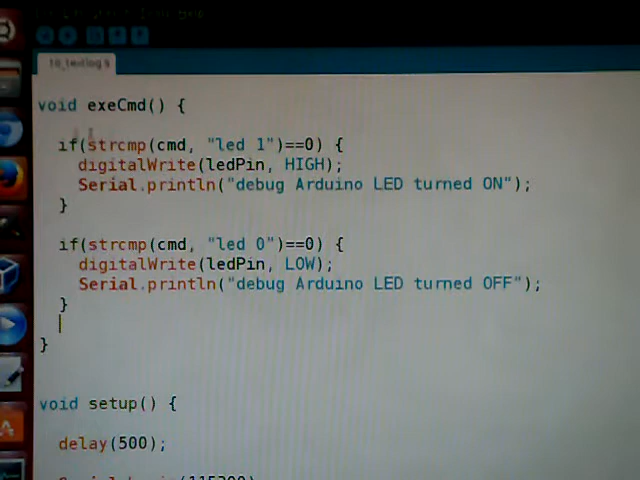 void exeCmd() {
if(strcmp(cmd, "led 1")==0) {
digitalWrite(ledPin, HIGH);
Serial.println("debug Arduino LED turned ON");
}
if(strcmp(cmd, "led 0")==0) {
digitalWrite(ledPin, LOW);
Serial.println("debug Arduino LED turned OFF");
}
}
void setup() {
delay(500);